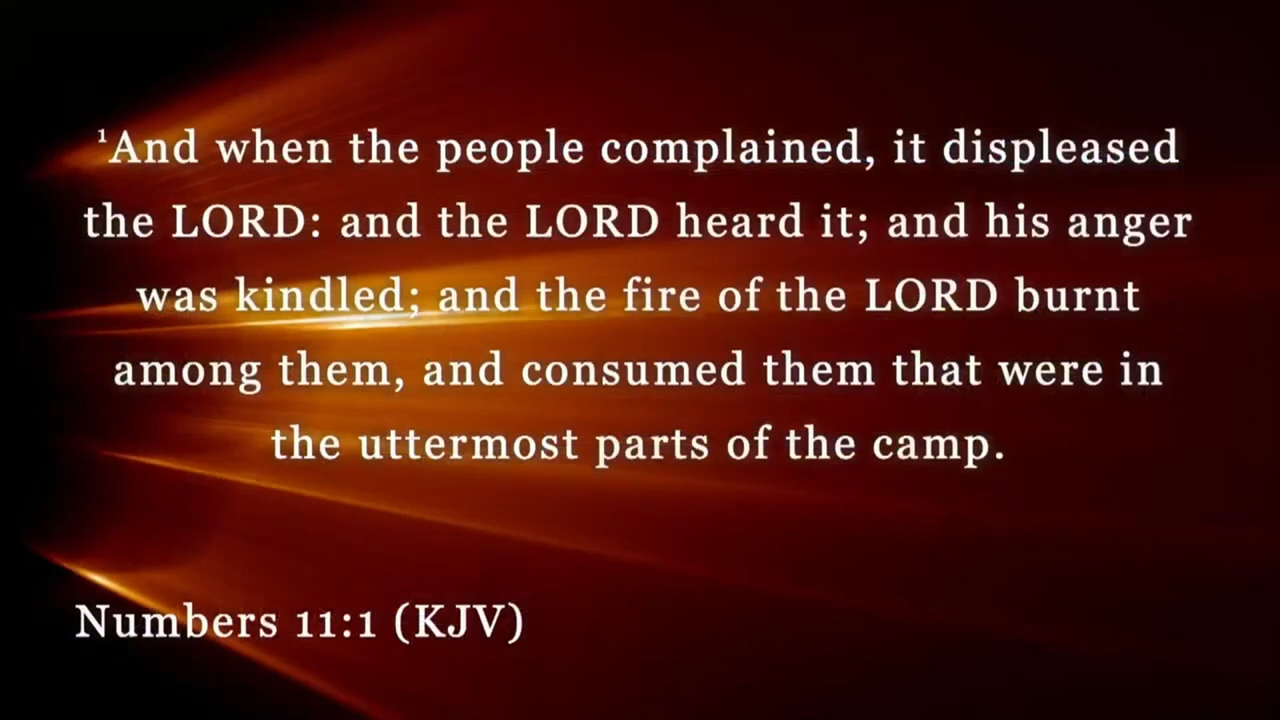 ¹And when the people complained, it displeased
the LORD: and the LORD heard it; and his anger
was kindled; and the fire of the LORD burnt
among them, and consumed them that were in
the uttermost parts of the camp.
Numbers 11:1 (KJV)